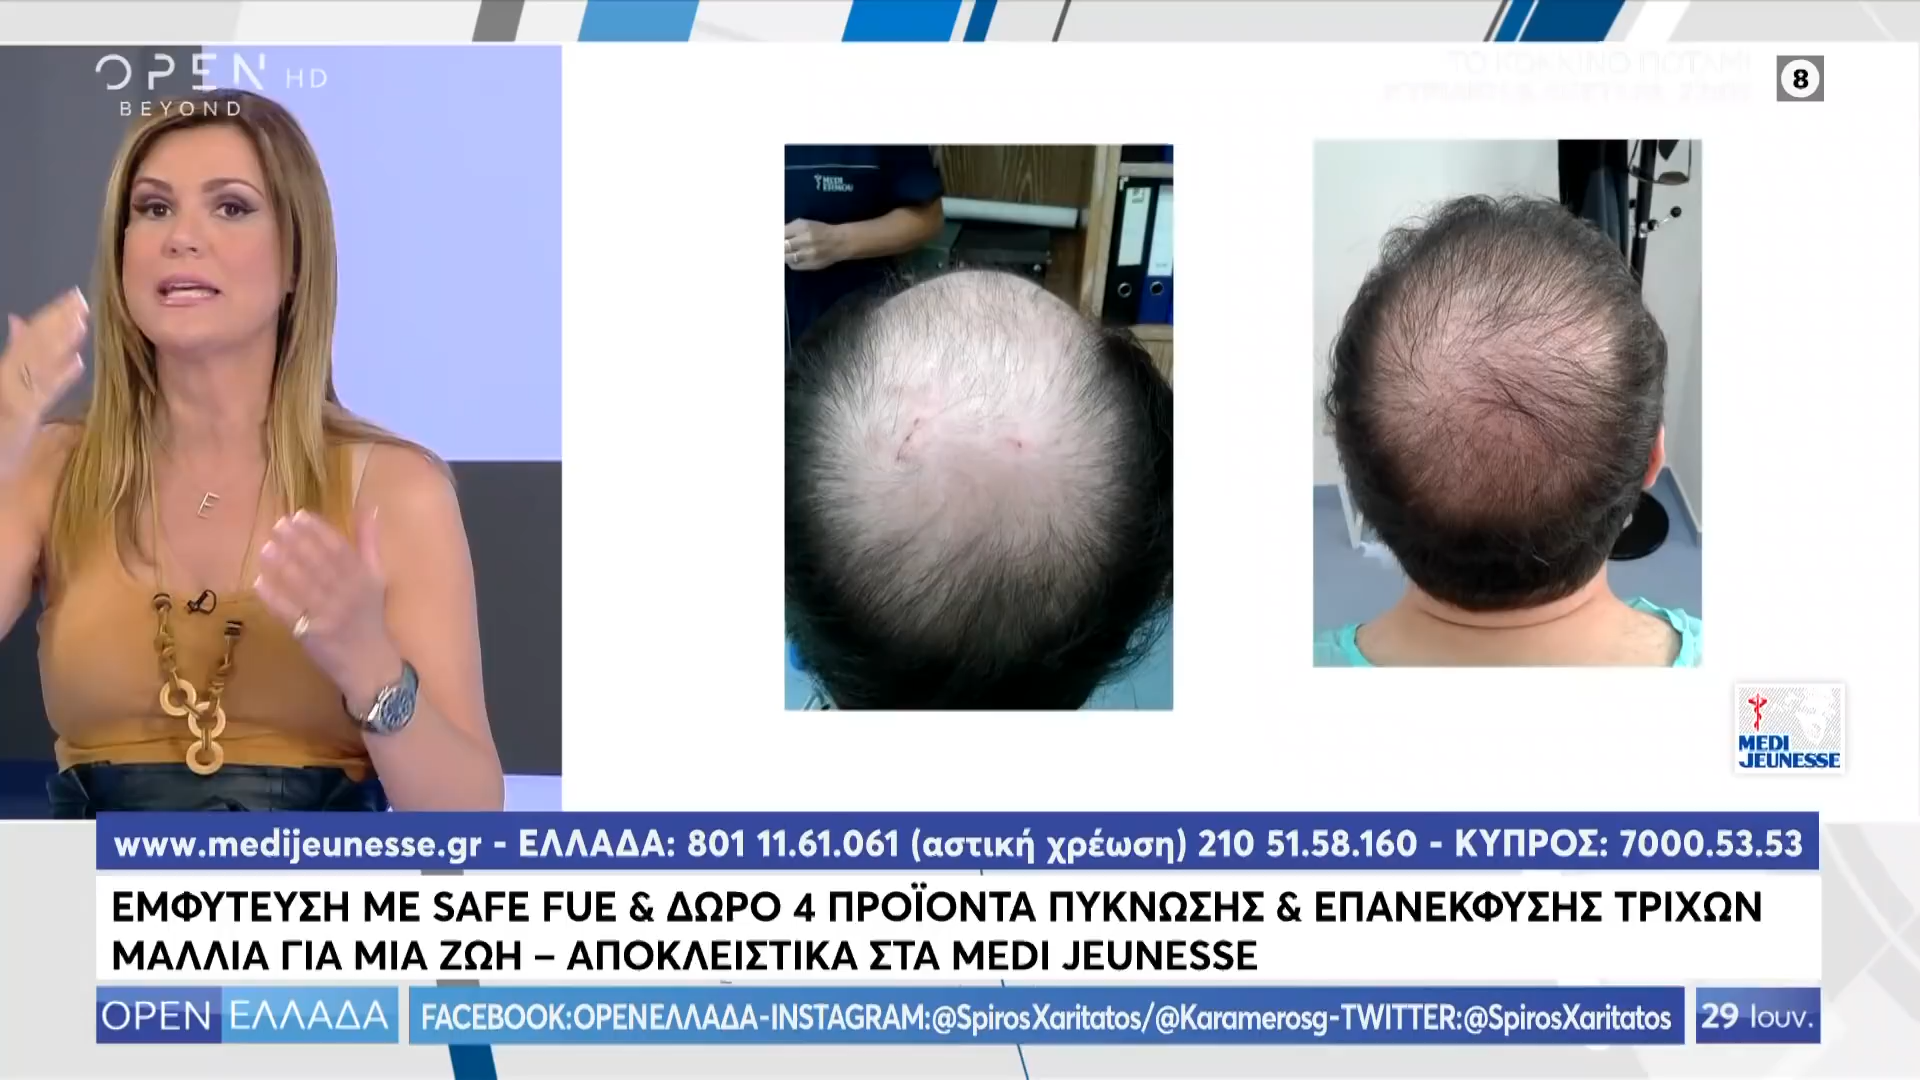 OPEN HD
BEYOND
8
MEDI
ERMOU
E
MEDI
JEUNESSE
www.medijeunesse.gr - ΕΛΛΑΔΑ: 801 11.61.061 (αστική χρέωση) 210 51.58.160 - ΚΥΠΡΟΣ: 7000.53.53
ΕΜΦΥΤΕΥΣΗ ΜΕ SAFE FUE & ΔΩΡΟ 4 ΠΡΟΪΟΝΤΑ ΠΥΚΝΩΣΗΣ & ΕΠΑΝΕΚΦΥΣΗΣ ΤΡΙΧΩΝ
ΜΑΛΛΙΑ ΓΙΑ ΜΙΑ ΖΩΗ – ΑΠΟΚΛΕΙΣΤΙΚΑ ΣΤΑ MEDI JEUNESSE
OPEN ΕΛΛΑΔΑ FACEBOOK:OPENΕΛΛΑΔΑ-INSTAGRAM:@SpirosXaritatos/@Karamerosg-TWITTER:@SpirosXaritatos 29 Ιουν.